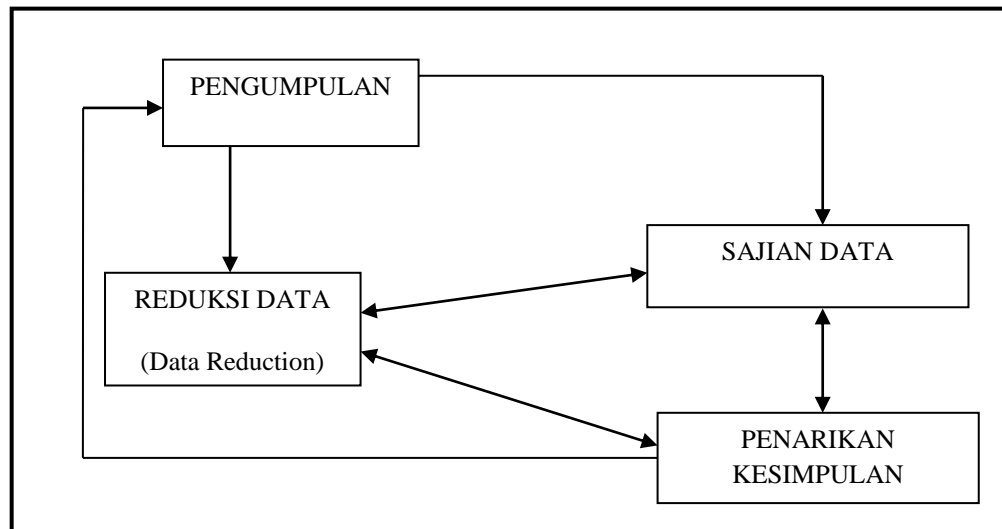 PENGUMPULAN
SAJIAN DATA
REDUKSI DATA
(Data Reduction)
PENARIKAN
KESIMPULAN